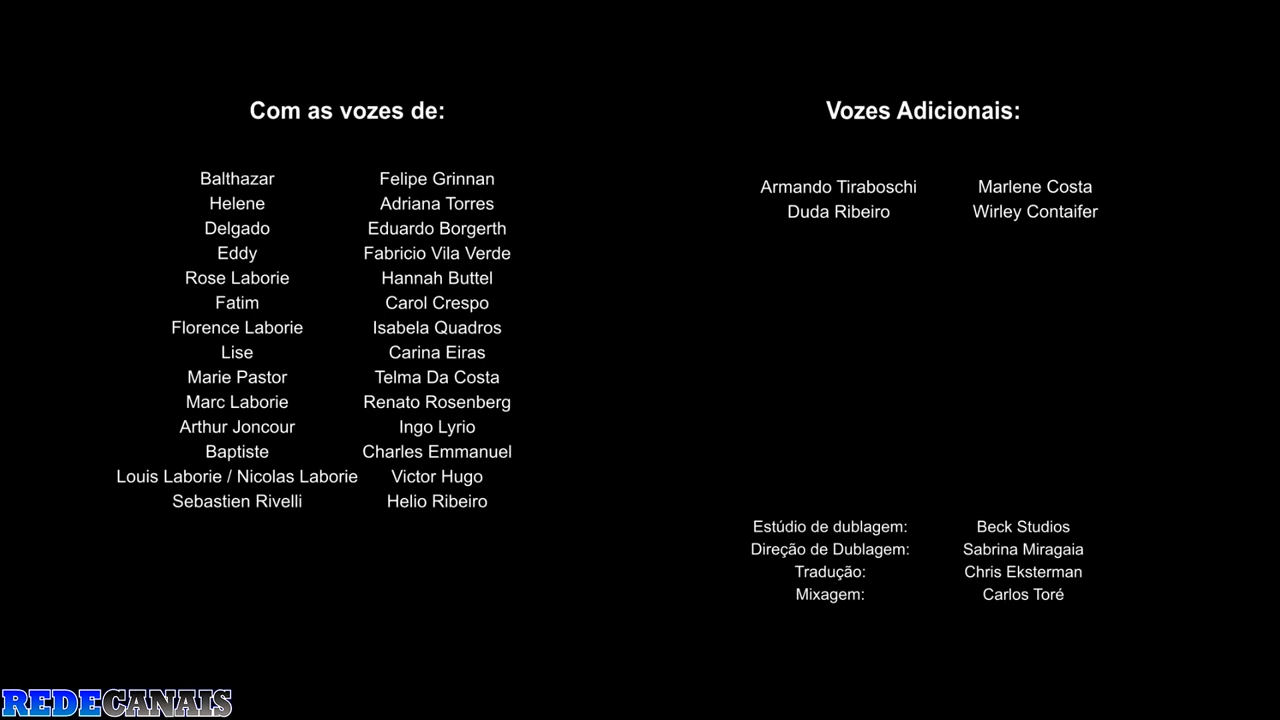 Com as vozes de:
Balthazar Felipe Grinnan
Helene Adriana Torres
Delgado Eduardo Borgerth
Eddy Fabricio Vila Verde
Rose Laborie Hannah Buttel
Fatim Carol Crespo
Florence Laborie Isabela Quadros
Lise Carina Eiras
Marie Pastor Telma Da Costa
Marc Laborie Renato Rosenberg
Arthur Joncour Ingo Lyrio
Baptiste Charles Emmanuel
Louis Laborie / Nicolas Laborie Victor Hugo
Sebastien Rivelli Helio Ribeiro
Vozes Adicionais:
Armando Tiraboschi Marlene Costa
Duda Ribeiro Wirley Contaifer
Estúdio de dublagem: Beck Studios
Direção de Dublagem: Sabrina Miragaia
Tradução: Chris Eksterman
Mixagem: Carlos Toré
REDECANAIS